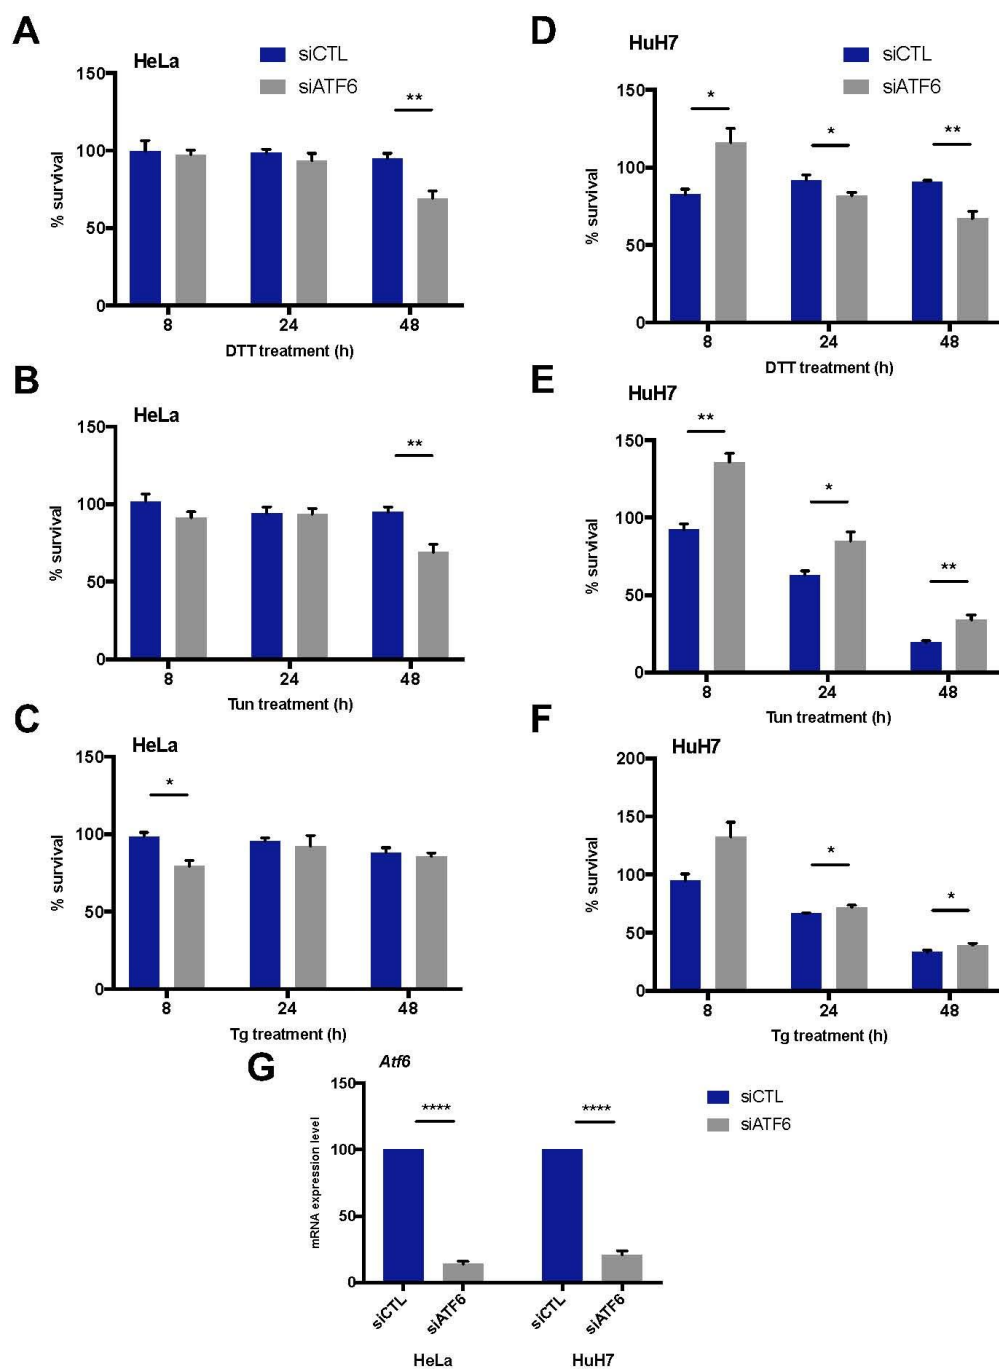 A
HeLa
siCTL
siATF6
**
150
100
50
0
% survival
8 24 48
DTT treatment (h)
B
HeLa
**
150
100
50
0
% survival
8 24 48
Tun treatment (h)
C
HeLa
*
150
100
50
0
% survival
8 24 48
Tg treatment (h)
D
HuH7
siCTL
siATF6
* * **
150
100
50
0
% survival
8 24 48
DTT treatment (h)
E
HuH7
** * **
150
100
50
0
% survival
8 24 48
Tun treatment (h)
F
HuH7
* *
200
150
100
50
0
% survival
8 24 48
Tg treatment (h)
G
Atf6
siCTL
siATF6
**** ****
150
100
50
0
mRNA expression level
siCTL siATF6 siCTL siATF6
HeLa HuH7